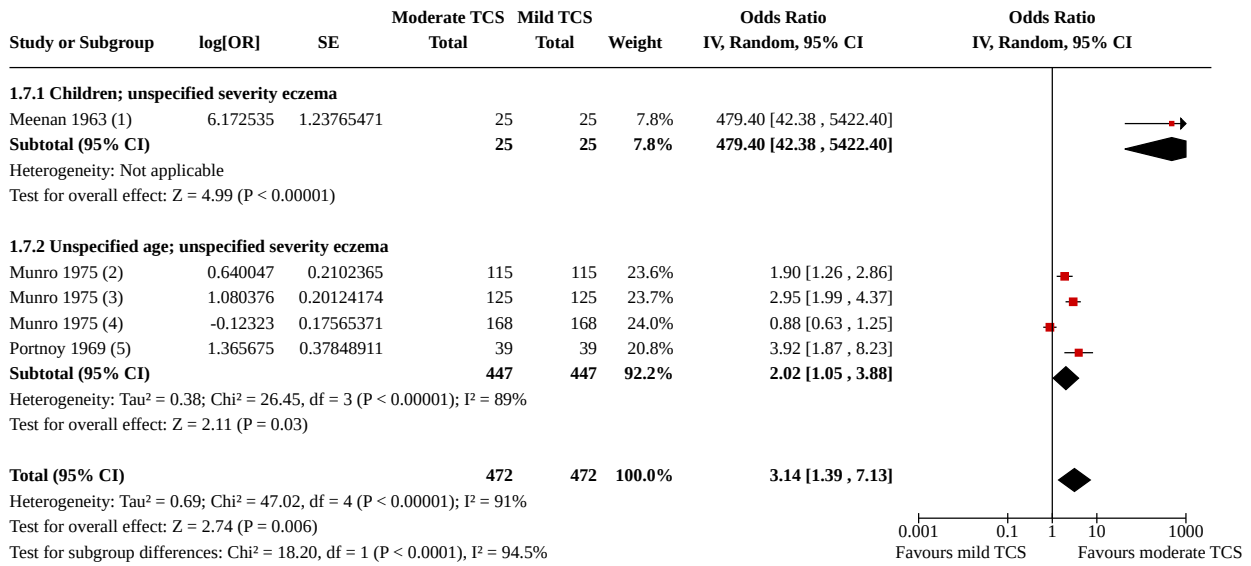 Moderate TCS Mild TCS Odds Ratio Odds Ratio
Study or Subgroup log[OR] SE Total Total Weight IV, Random, 95% CI IV, Random, 95% CI
1.7.1 Children; unspecified severity eczema
Meenan 1963 (1) 6.172535 1.23765471 25 25 7.8% 479.40 [42.38 , 5422.40]
Subtotal (95% CI) 25 25 7.8% 479.40 [42.38 , 5422.40]
Heterogeneity: Not applicable
Test for overall effect: Z = 4.99 (P < 0.00001)
1.7.2 Unspecified age; unspecified severity eczema
Munro 1975 (2) 0.640047 0.2102365 115 115 23.6% 1.90 [1.26 , 2.86]
Munro 1975 (3) 1.080376 0.20124174 125 125 23.7% 2.95 [1.99 , 4.37]
Munro 1975 (4) -0.12323 0.17565371 168 168 24.0% 0.88 [0.63 , 1.25]
Portnoy 1969 (5) 1.365675 0.37848911 39 39 20.8% 3.92 [1.87 , 8.23]
Subtotal (95% CI) 447 447 92.2% 2.02 [1.05 , 3.88]
Heterogeneity: Tau² = 0.38; Chi² = 26.45, df = 3 (P < 0.00001); I² = 89%
Test for overall effect: Z = 2.11 (P = 0.03)
Total (95% CI) 472 472 100.0% 3.14 [1.39 , 7.13]
Heterogeneity: Tau² = 0.69; Chi² = 47.02, df = 4 (P < 0.00001); I² = 91%
Test for overall effect: Z = 2.74 (P = 0.006)
Test for subgroup differences: Chi² = 18.20, df = 1 (P < 0.0001), I² = 94.5%
0.001 0.1 1 10 1000
Favours mild TCS Favours moderate TCS